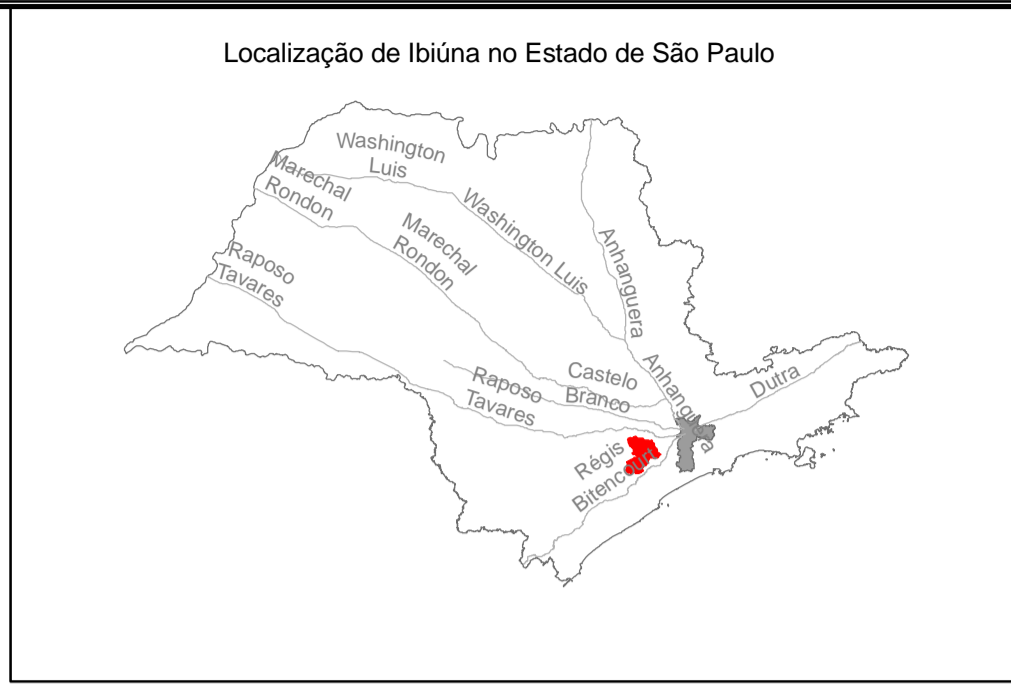 Localização de Ibiúna no Estado de São Paulo
Washington
Luis
Marechal
Rondon
Washington Luis
Marechal
Rondon
Anhanguera
Raposo
Tavares
Anhanguera
Castelo
Branco
Raposo
Tavares
Dutra
Régis
Bitencourt